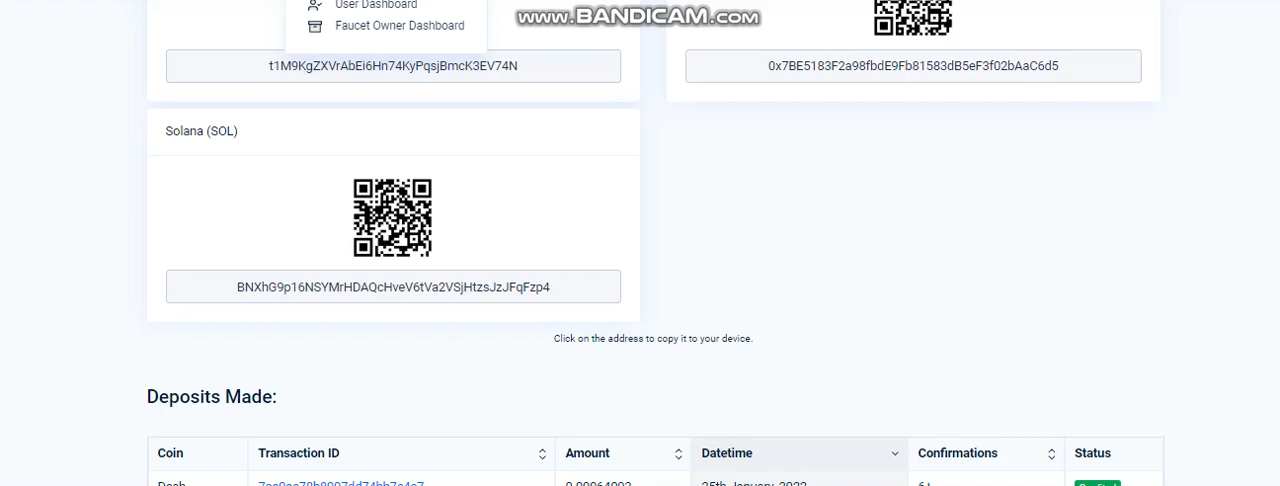 User Dashboard
Faucet Owner Dashboard
www.BANDICAM.com
t1M9KgZXVrAbEi6Hn74KyPqsjBmcK3EV74N
0x7BE5183F2a98fbdE9Fb81583dB5eF3f02bAaC6d5
Solana (SOL)
BNXhG9p16NSYMrHDAQcHveV6tVa2VSjHtzsJzJFqFzp4
Click on the address to copy it to your device.
Deposits Made:
Coin Transaction ID Amount Datetime Confirmations Status